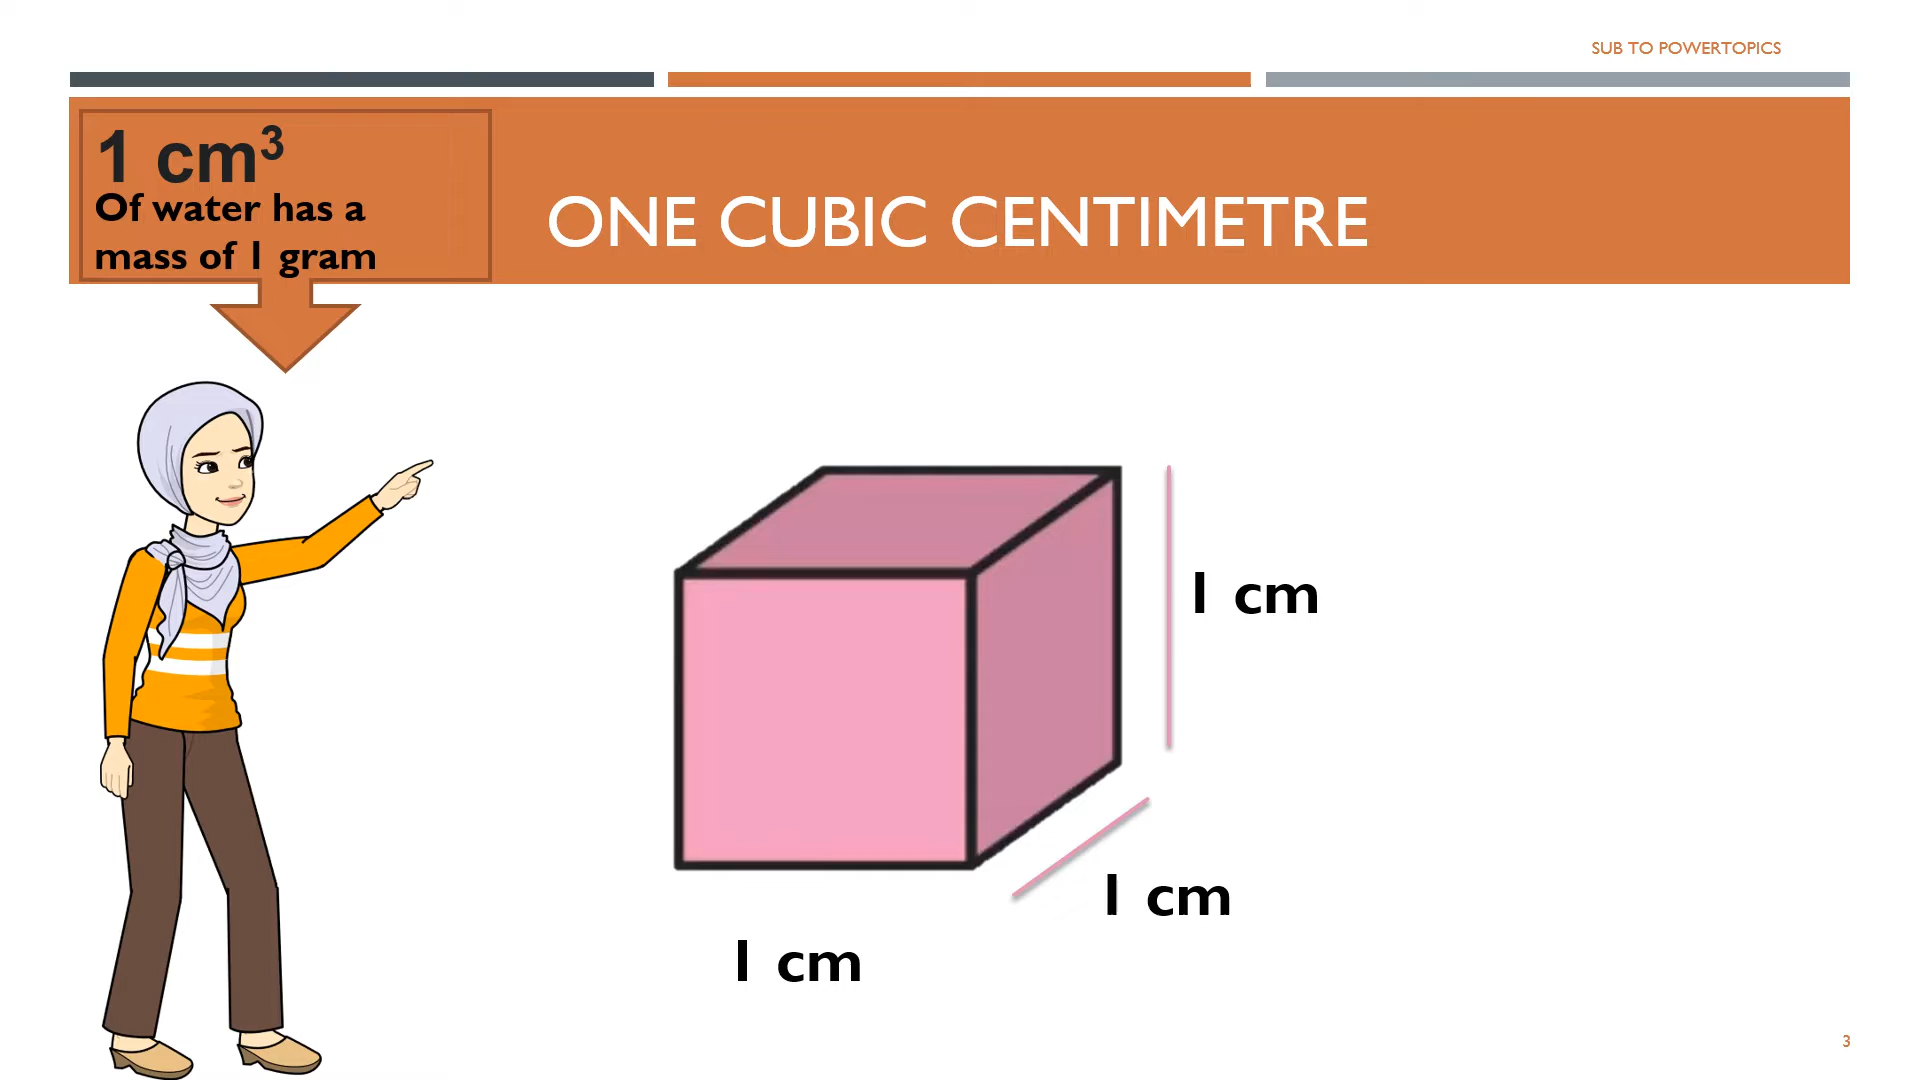 SUB TO POWERTOPICS
1 cm³
Of water has a
mass of 1 gram
ONE CUBIC CENTIMETRE
1 cm
1 cm
1 cm
3